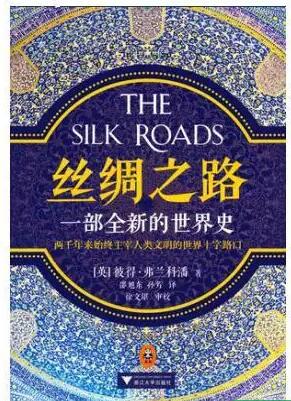 THE
SILK ROADS
丝绸之路
一部全新的世界史
两千年来始终主宰人类文明的世界十字路口
[英] 彼得·弗兰科潘 著
邵旭东 孙芳 译
徐文堪 审校
浙江大学出版社